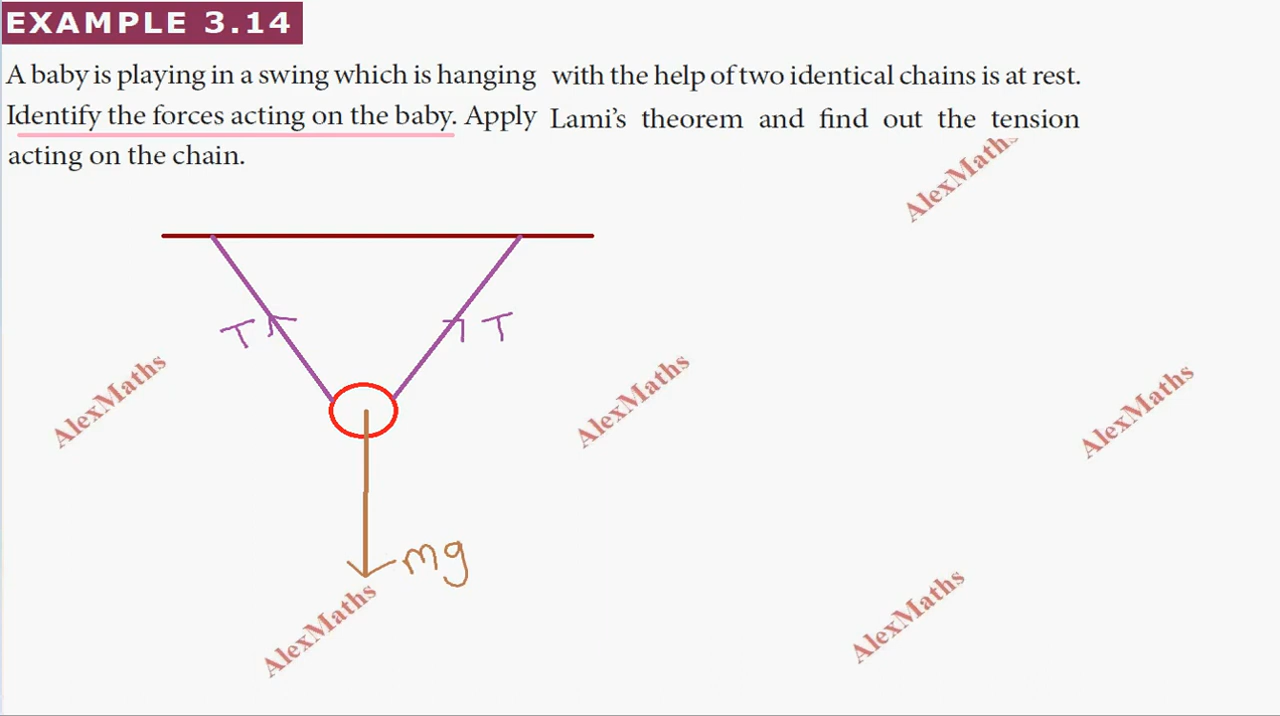 EXAMPLE 3.14
A baby is playing in a swing which is hanging with the help of two identical chains is at rest.
Identify the forces acting on the baby. Apply Lami's theorem and find out the tension
acting on the chain.
AlexMaths
T T
AlexMaths AlexMaths AlexMaths
mg
AlexMaths AlexMaths